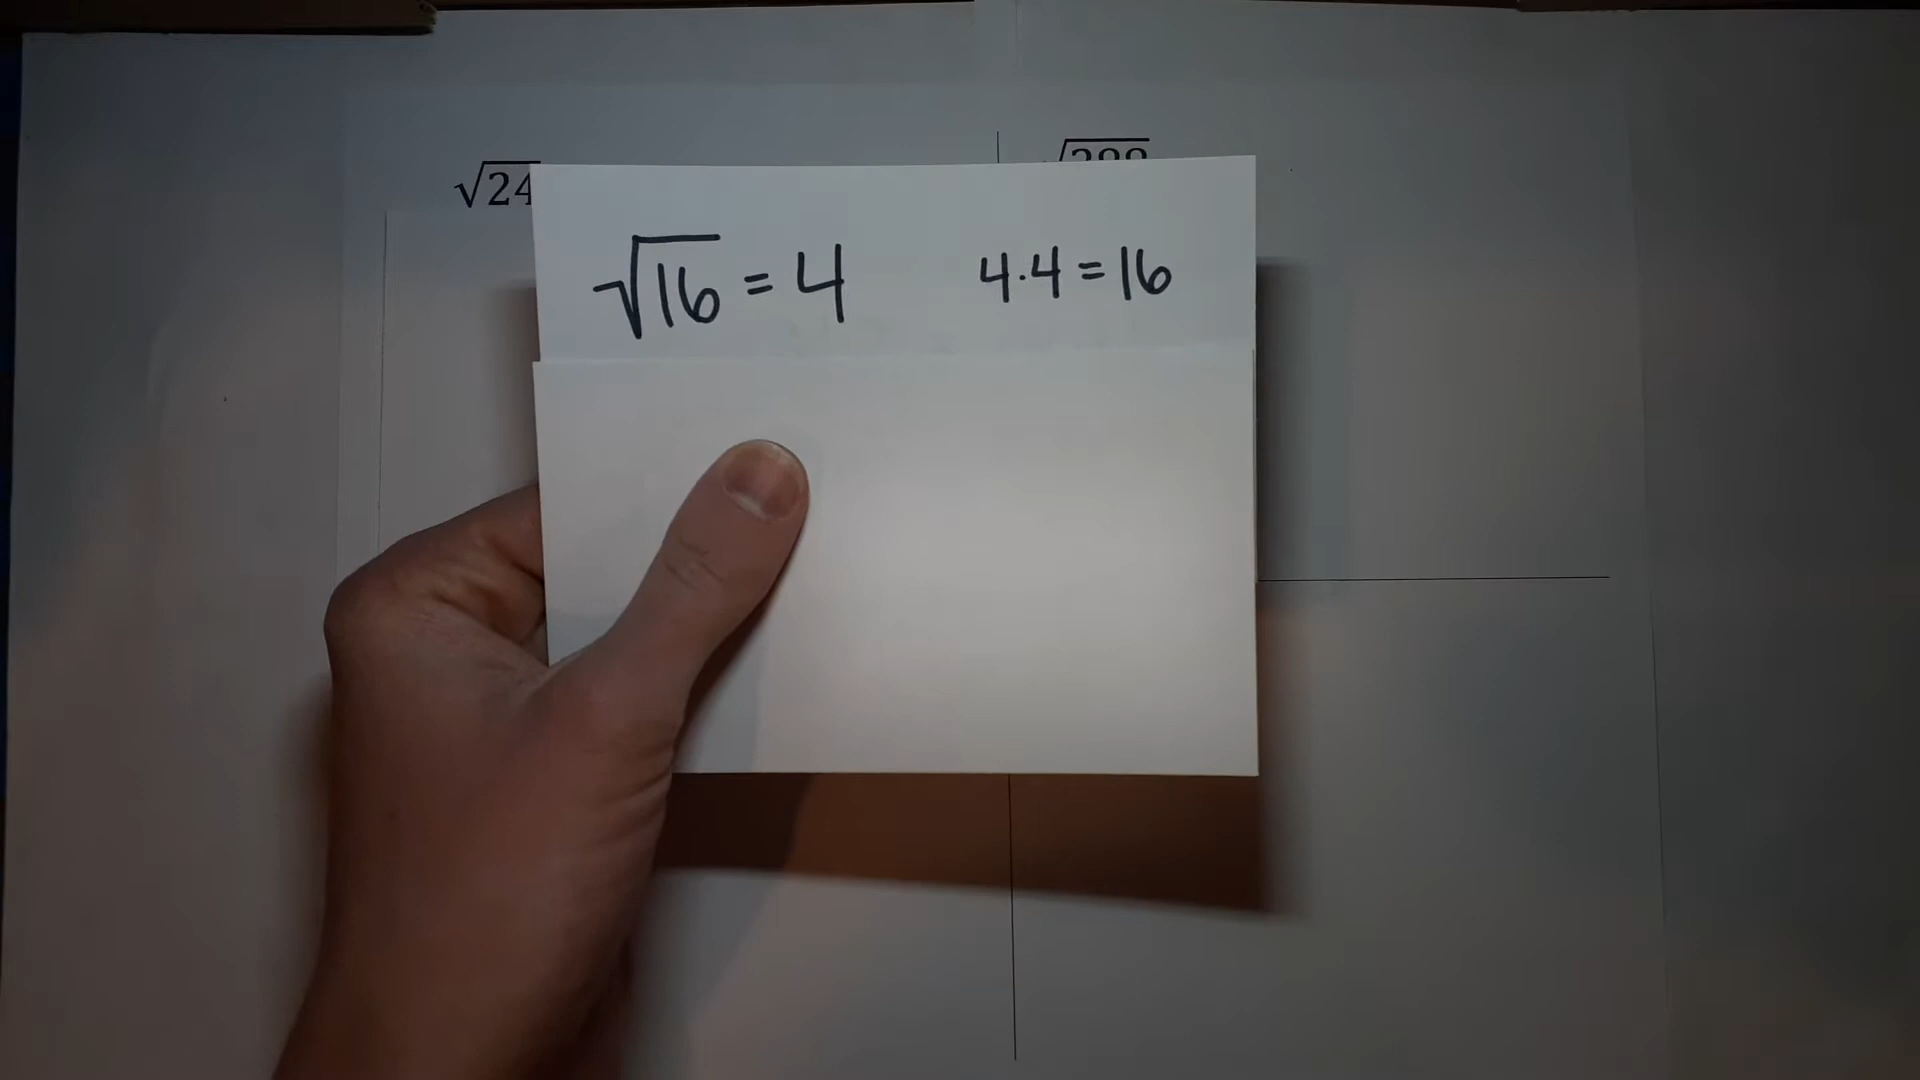 √24
√16 = 4
4·4 = 16